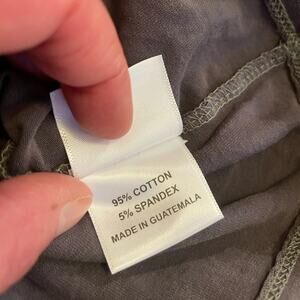 95% COTTON
5% SPANDEX
MADE IN GUATEMALA